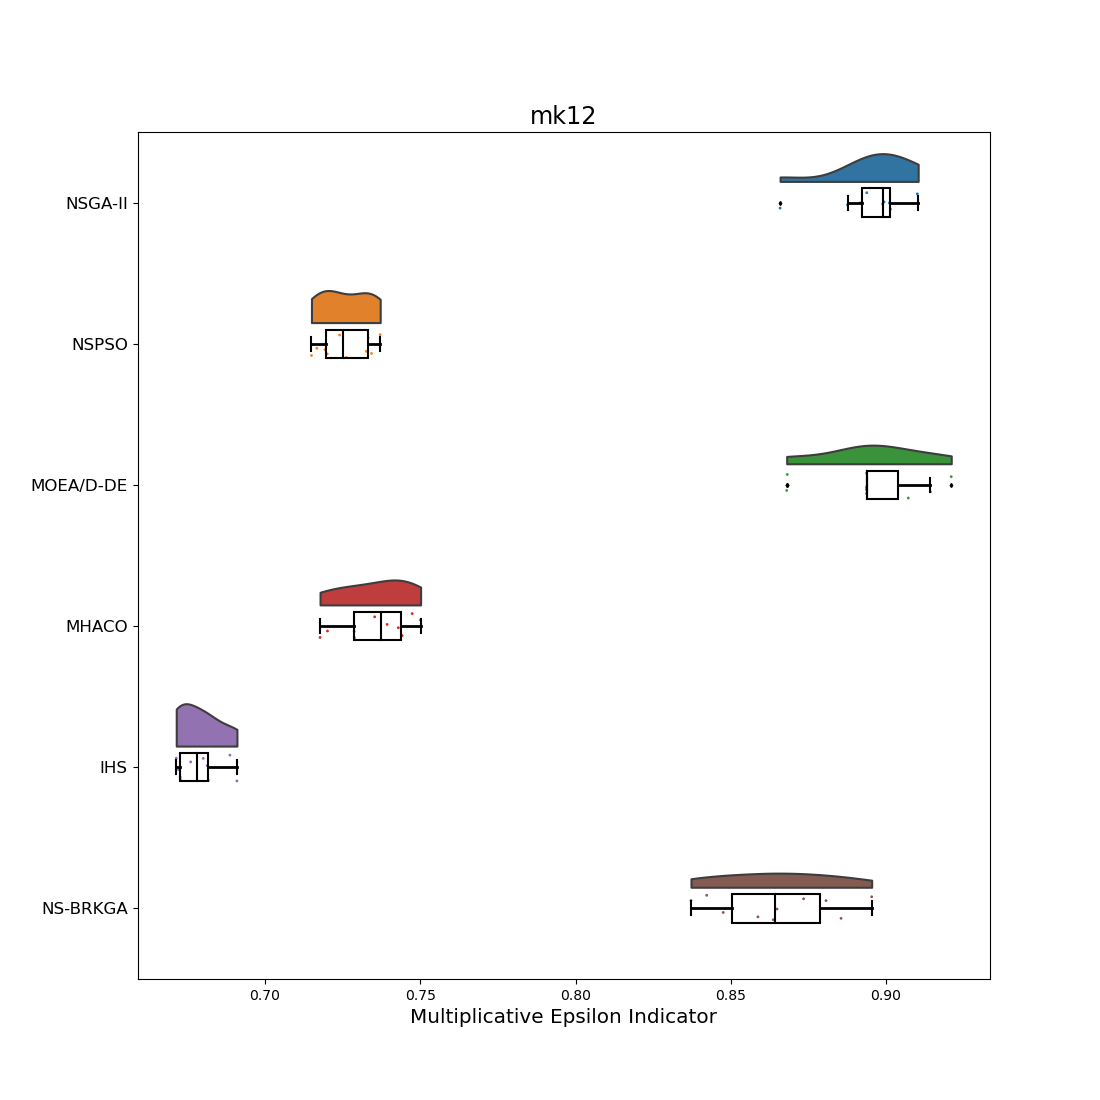 mk12
NSGA-II
NSPSO
MOEA/D-DE
MHACO
IHS
NS-BRKGA
0.70 0.75 0.80 0.85 0.90
Multiplicative Epsilon Indicator